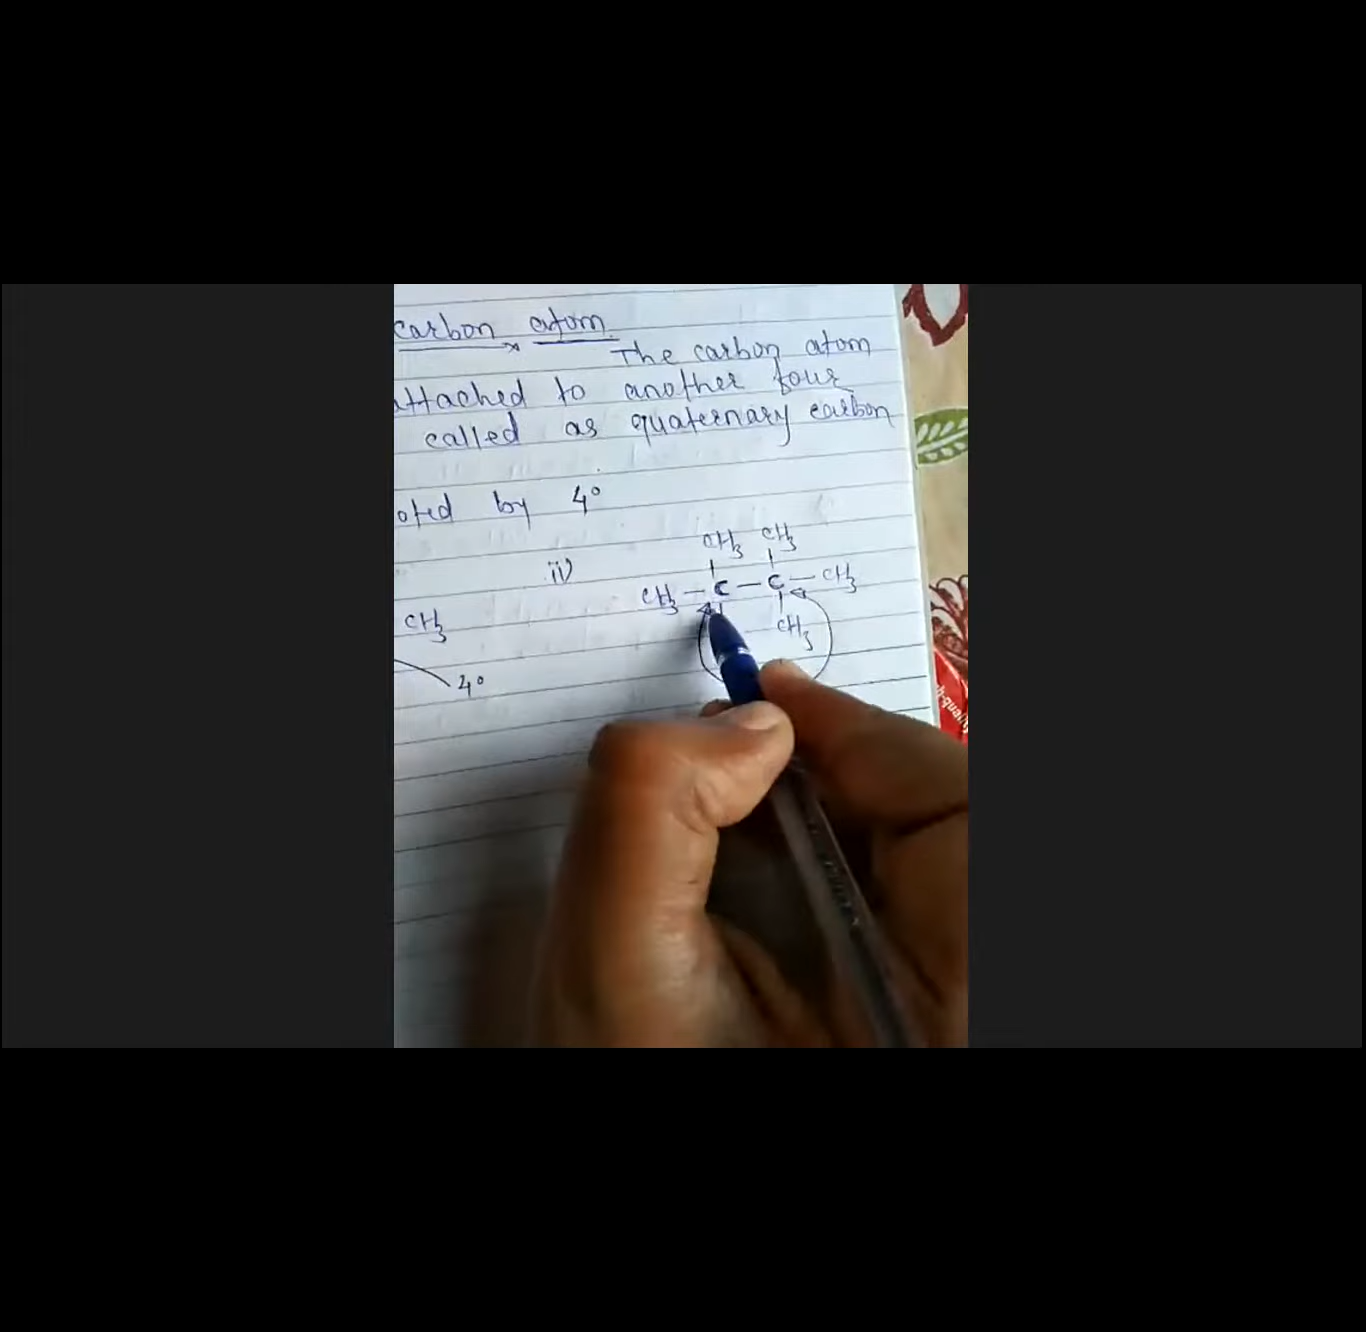 carbon atom.
The carbon atom
attached to another four
called as quaternary carbon
oted by 4°
CH3 CH3
ii) CH3 – C – C – CH3
CH3
CH3
4°